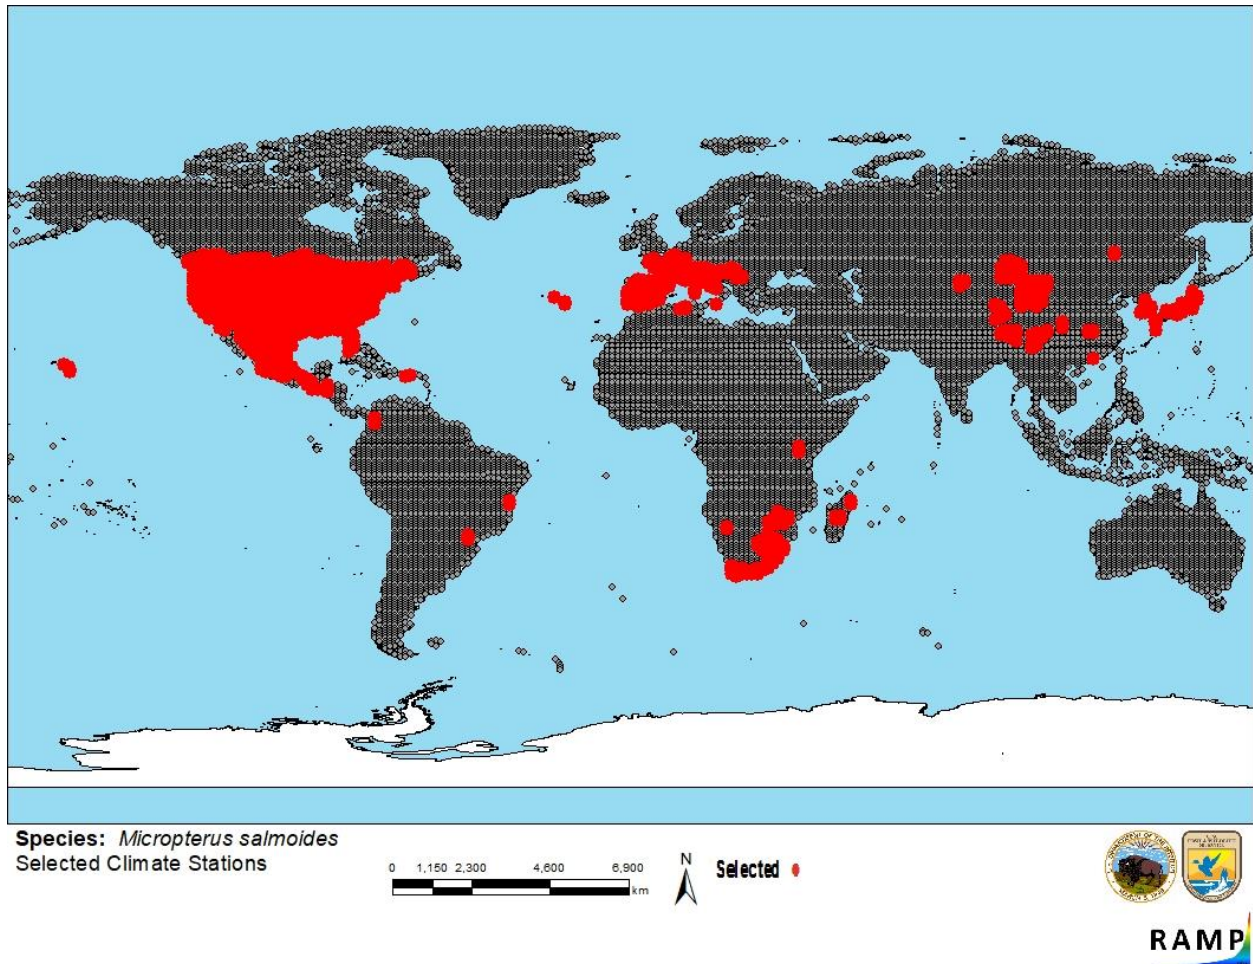 Species: Micropterus salmoides
Selected Climate Stations
0 1,150 2,300 4,600 6,900
km
N
Selected
RAMP